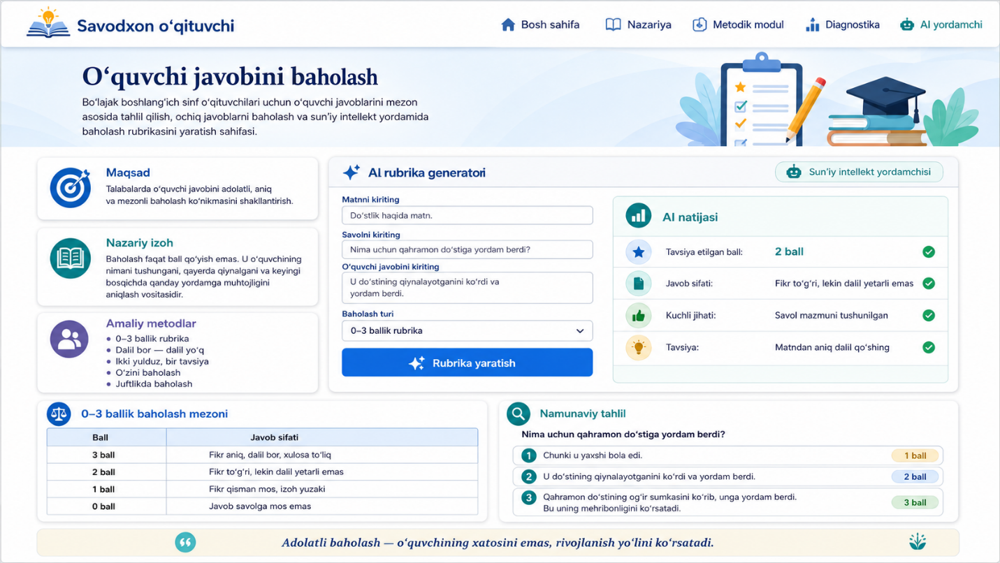 Savodxon o‘qituvchi
Bosh sahifa
Nazariya
Metodik modul
Diagnostika
AI yordamchi
O‘quvchi javobini baholash
Bo‘lajak boshlang‘ich sinf o‘qituvchilari uchun o‘quvchi javoblarini mezon
asosida tahlil qilish, ochiq javoblarni baholash va sun’iy intellekt yordamida
baholash rubrikasini yaratish sahifasi.
Maqsad
Talabalarda o‘quvchi javobini adolatli, aniq
va mezonli baholash ko‘nikmasini shakllantirish.
Nazariy izoh
Baholash faqat ball qo‘yish emas. U o‘quvchining
nimani tushungani, qayerda qiynalgani va keyingi
bosqichda qanday yordamga muhtojligini
aniqlash vositasidir.
Amaliy metodlar
• 0–3 ballik rubrika
• Dalil bor — dalil yo‘q
• Ikki yulduz, bir tavsiya
• O‘zini baholash
• Juftlikda baholash
AI rubrika generatori
Sun’iy intellekt yordamchisi
Matnni kiriting
Do‘stlik haqida matn.
Savolni kiriting
Nima uchun qahramon do‘stiga yordam berdi?
O‘quvchi javobini kiriting
U do‘stining qiynalayotganini ko‘rdi va
yordam berdi.
Baholash turi
0–3 ballik rubrika
Rubrika yaratish
AI natijasi
Tavsiya etilgan ball: 2 ball
Javob sifati: Fikr to‘g‘ri, lekin dalil yetarli emas
Kuchli jihati: Savol mazmuni tushunilgan
Tavsiya: Matndan aniq dalil qo‘shing
0–3 ballik baholash mezoni
Ball Javob sifati
3 ball Fikr aniq, dalil bor, xulosa to‘liq
2 ball Fikr to‘g‘ri, lekin dalil yetarli emas
1 ball Fikr qisman mos, izoh yuzaki
0 ball Javob savolga mos emas
Namunaviy tahlil
Nima uchun qahramon do‘stiga yordam berdi?
1 Chunki u yaxshi bola edi. 1 ball
2 U do‘stining qiynalayotganini ko‘rdi va yordam berdi. 2 ball
3 Qahramon do‘stining og‘ir sumkasini ko‘rib, unga yordam berdi.
Bu uning mehribonligini ko‘rsatadi. 3 ball
Adolatli baholash — o‘quvchining xatosini emas, rivojlanish yo‘lini ko‘rsatadi.